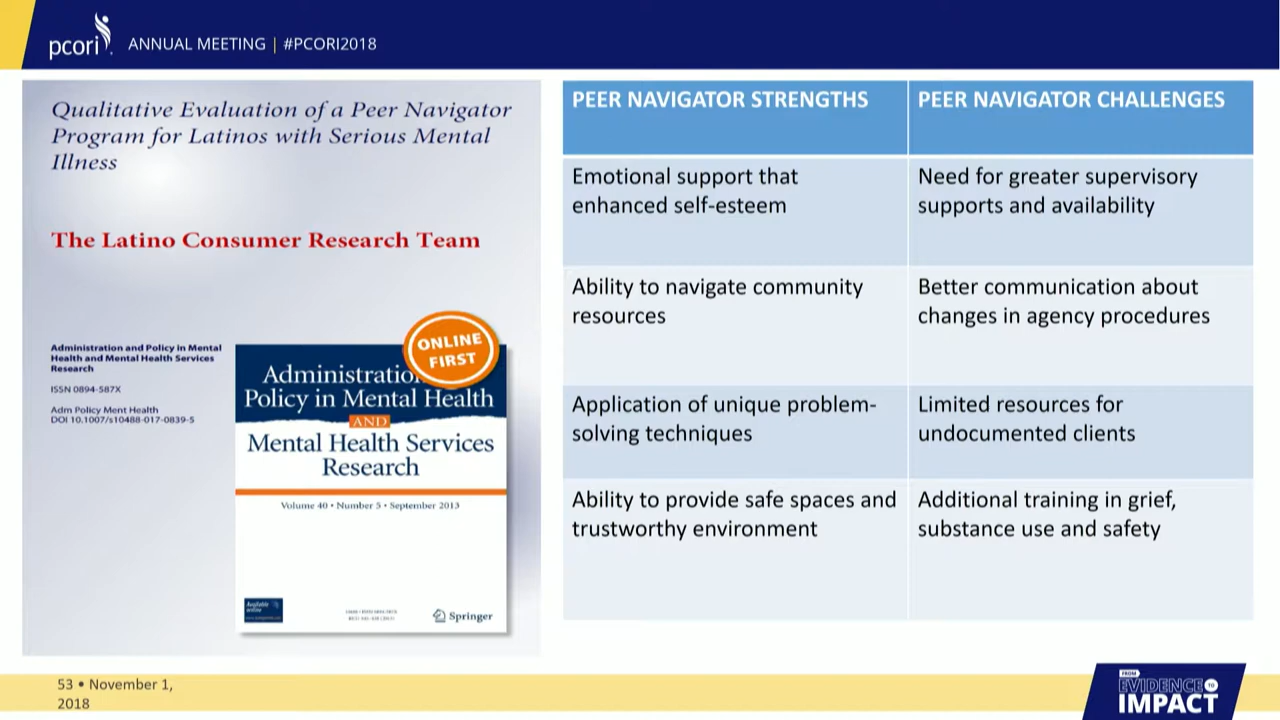 pcori
ANNUAL MEETING | #PCORI2018
Qualitative Evaluation of a Peer Navigator
Program for Latinos with Serious Mental
Illness
The Latino Consumer Research Team
Administration and Policy in Mental
Health and Mental Health Services
Research
ISSN 0894-587X
Adm Policy Ment Health
DOI 10.1007/s10488-017-0839-5
ONLINE
FIRST
Administration
Policy in Mental Health
AND
Mental Health Services
Research
Volume 40 • Number 5 • September 2013
Available
online
Springer
PEER NAVIGATOR STRENGTHS
PEER NAVIGATOR CHALLENGES
Emotional support that
enhanced self-esteem
Need for greater supervisory
supports and availability
Ability to navigate community
resources
Better communication about
changes in agency procedures
Application of unique problem-
solving techniques
Limited resources for
undocumented clients
Ability to provide safe spaces and
trustworthy environment
Additional training in grief,
substance use and safety
53 • November 1,
2018
FROM
EVIDENCE TO
IMPACT